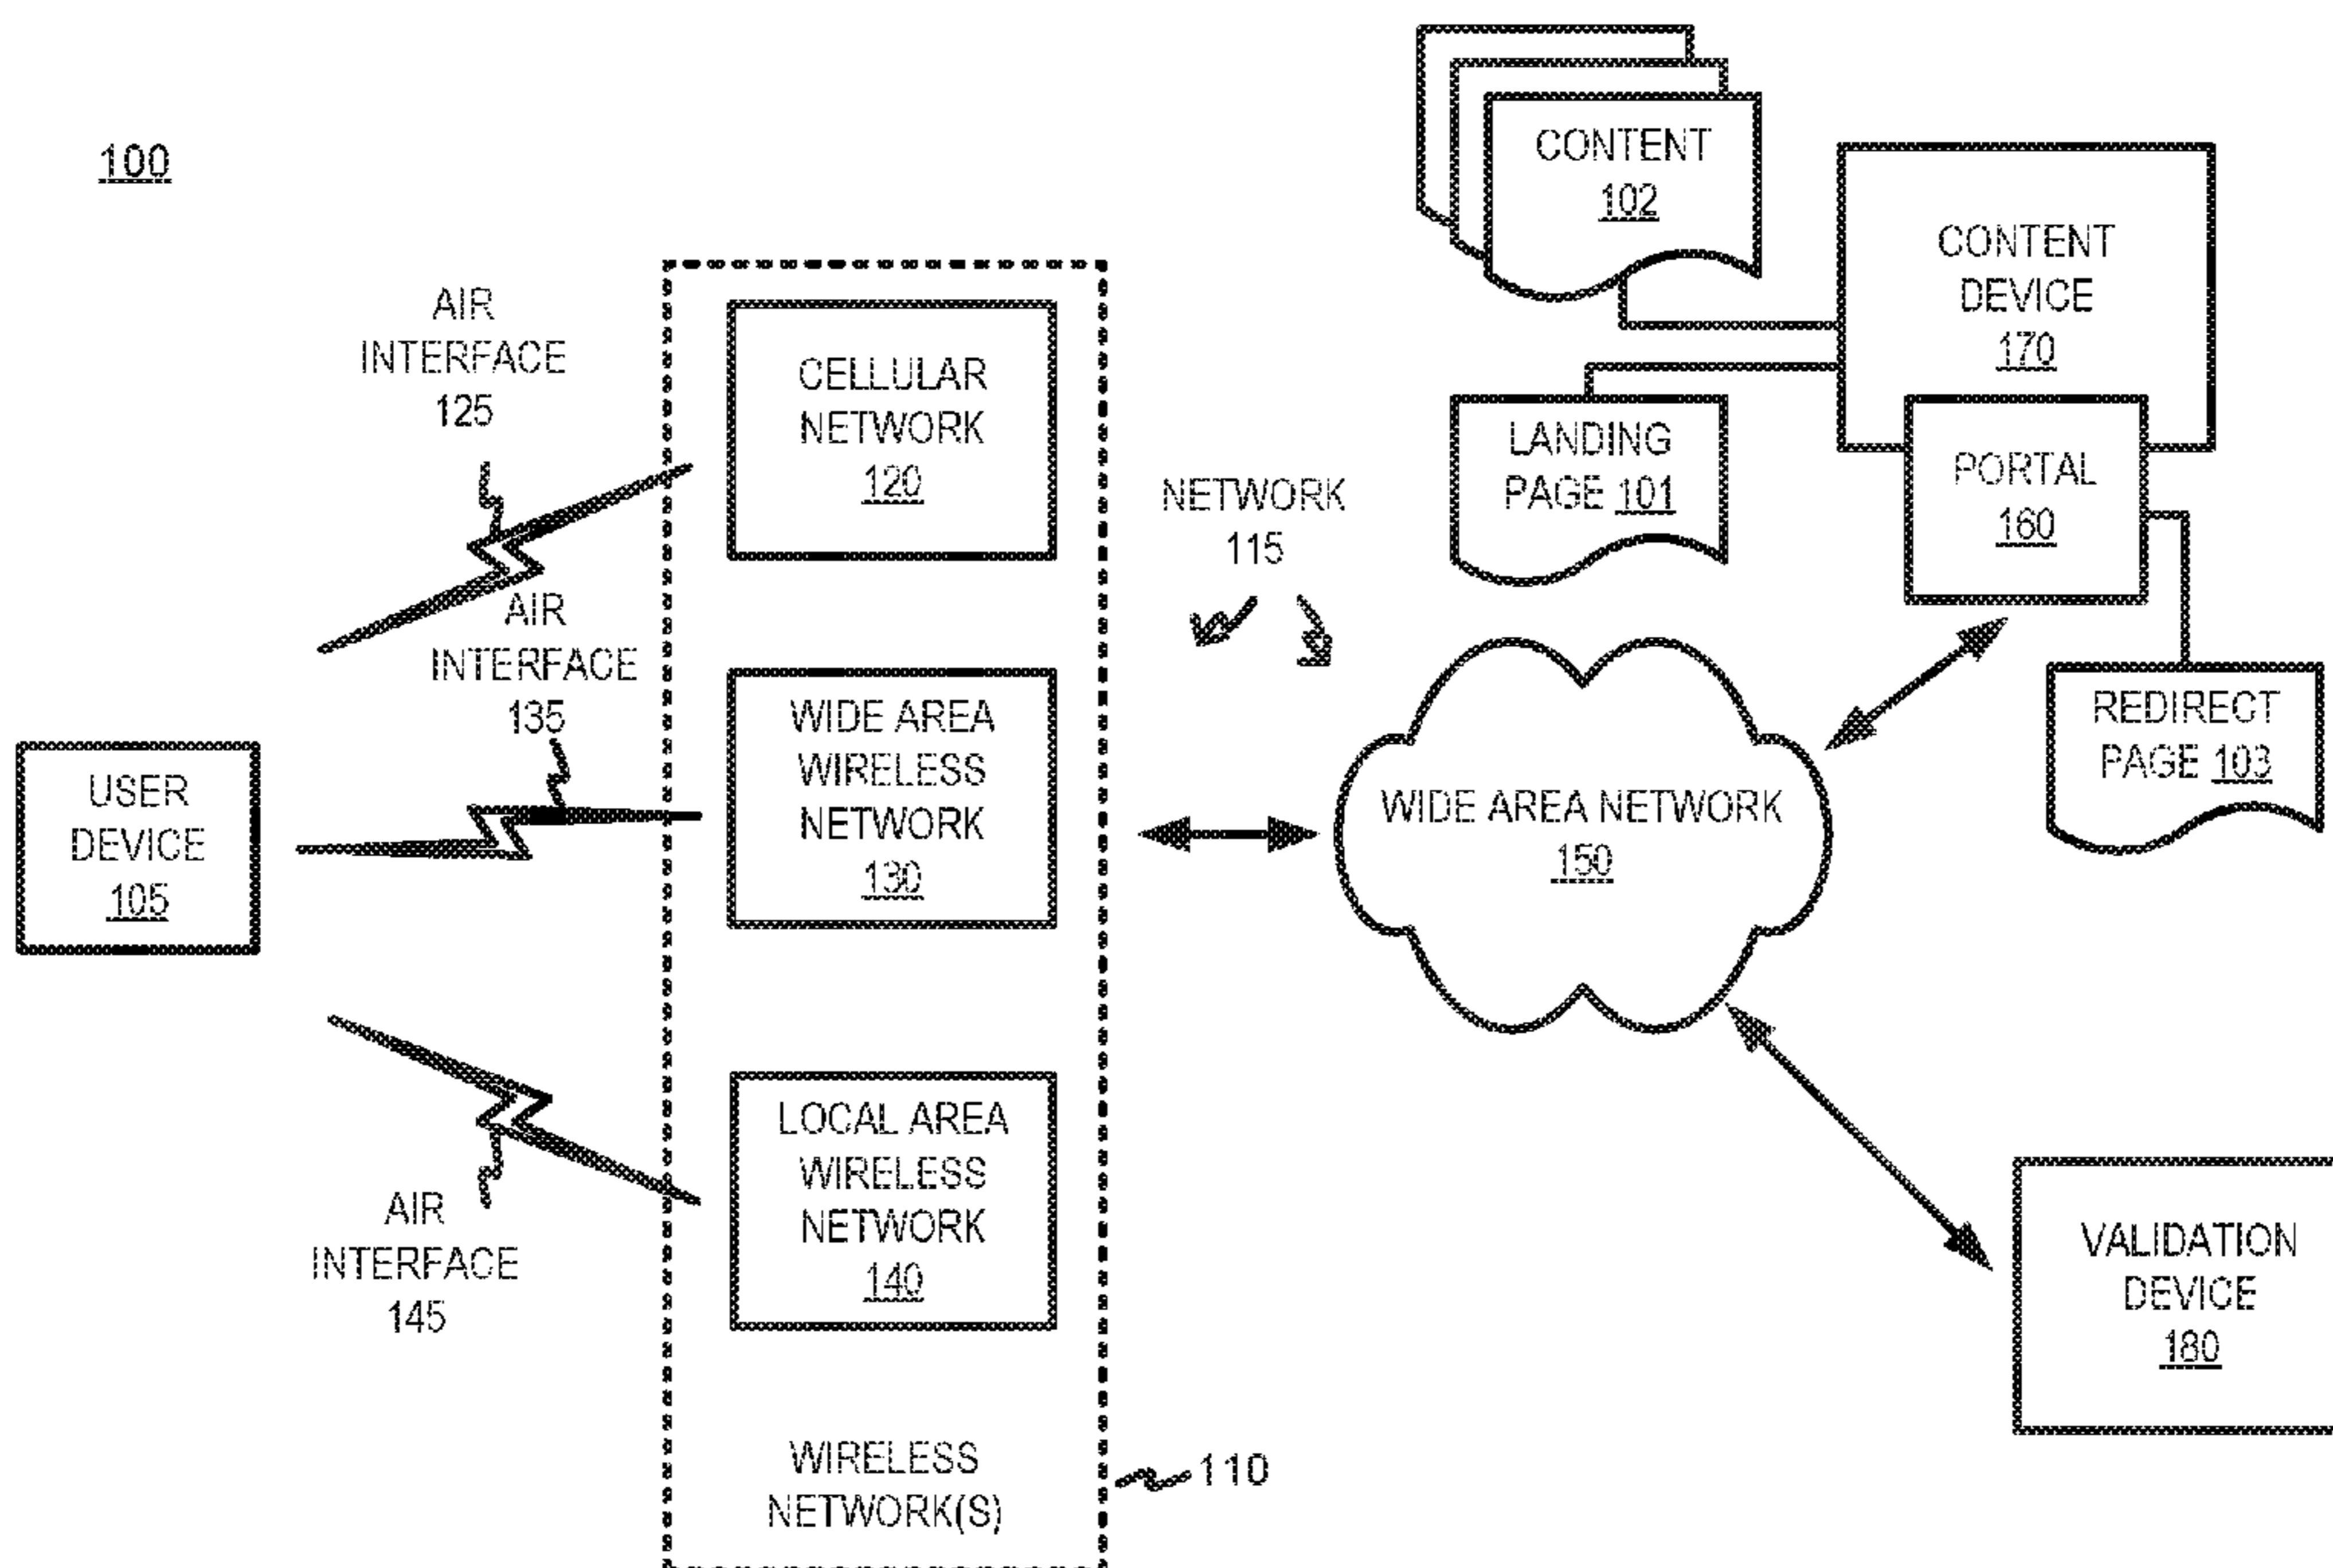 100
CONTENT
102
CONTENT
DEVICE
170
AIR
INTERFACE
125
CELLULAR
NETWORK
120
LANDING
PAGE 101
PORTAL
160
NETWORK
115
AIR
INTERFACE
135
WIDE AREA
WIRELESS
NETWORK
130
REDIRECT
PAGE 103
USER
DEVICE
105
WIDE AREA NETWORK
150
LOCAL AREA
WIRELESS
NETWORK
140
AIR
INTERFACE
145
VALIDATION
DEVICE
180
WIRELESS
NETWORK(S)
110